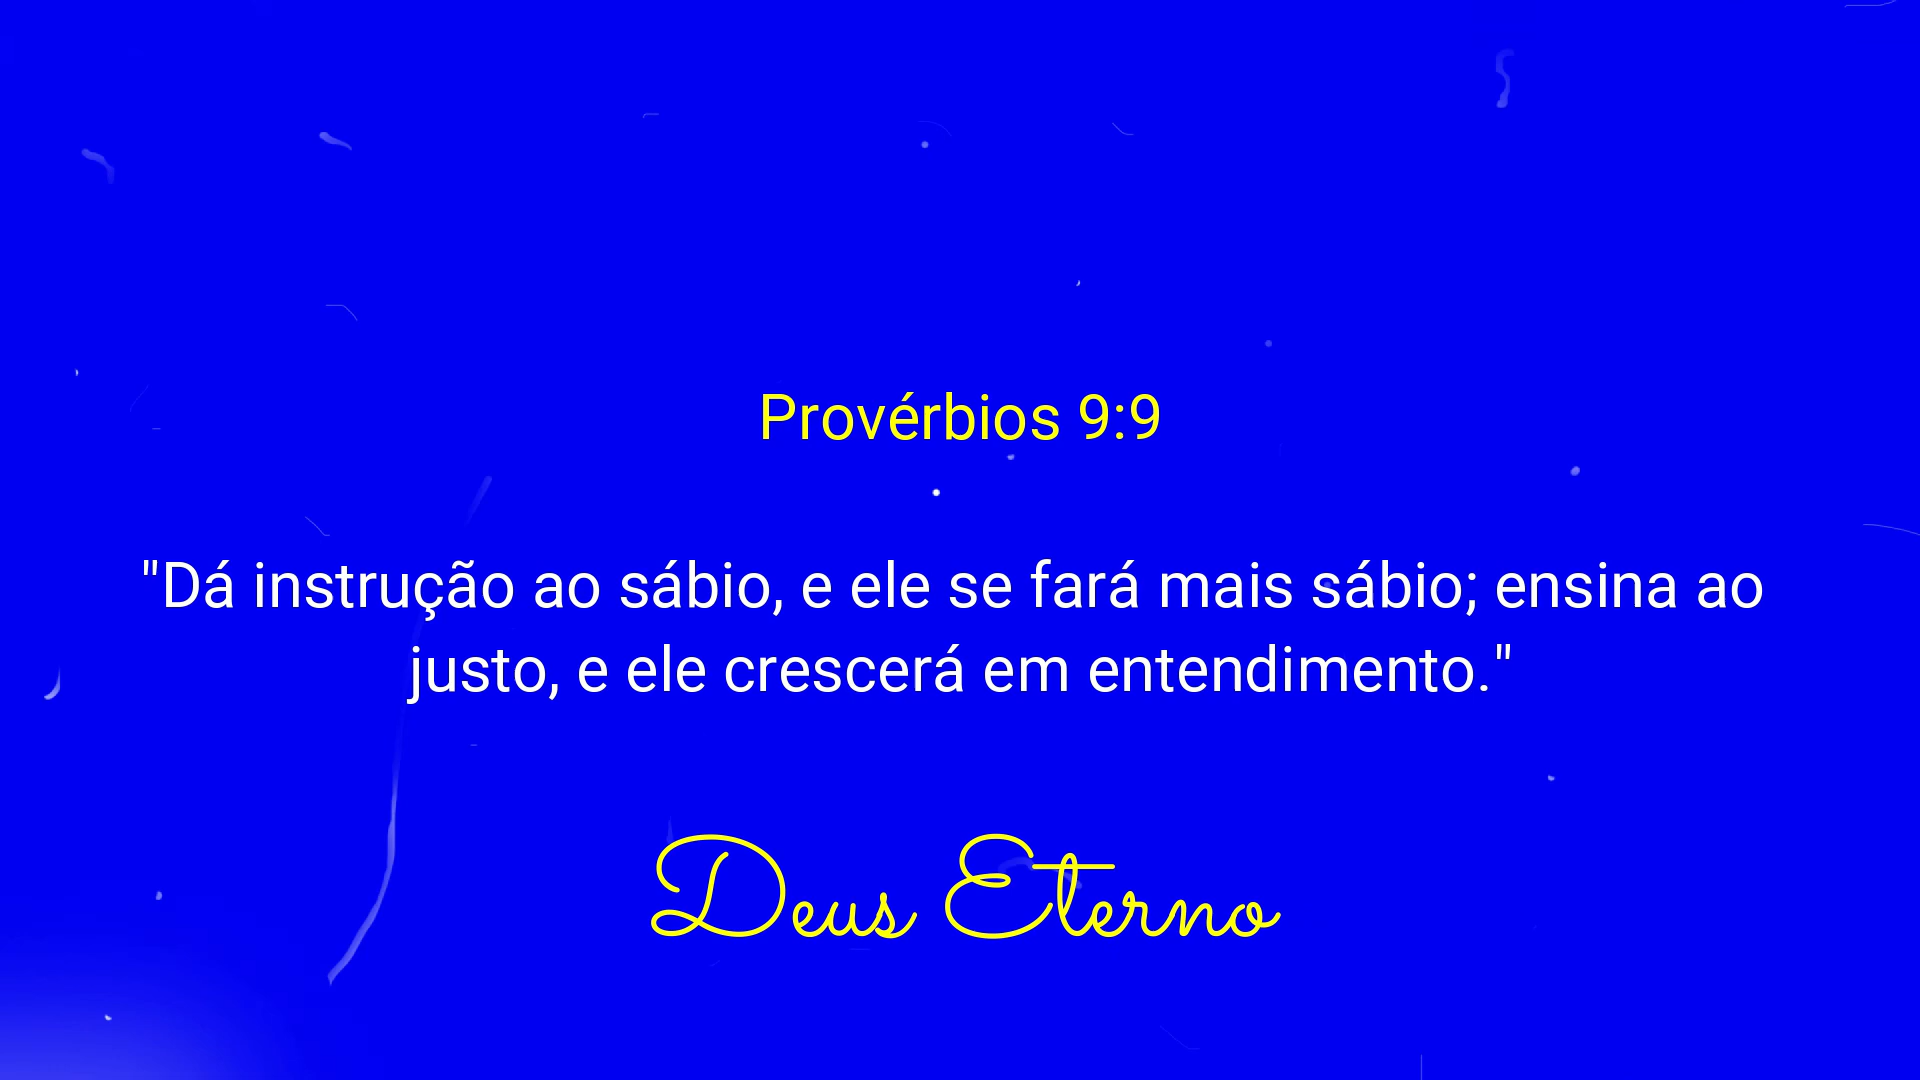 Provérbios 9:9
"Dá instrução ao sábio, e ele se fará mais sábio; ensina ao
justo, e ele crescerá em entendimento."
Deus Eterno